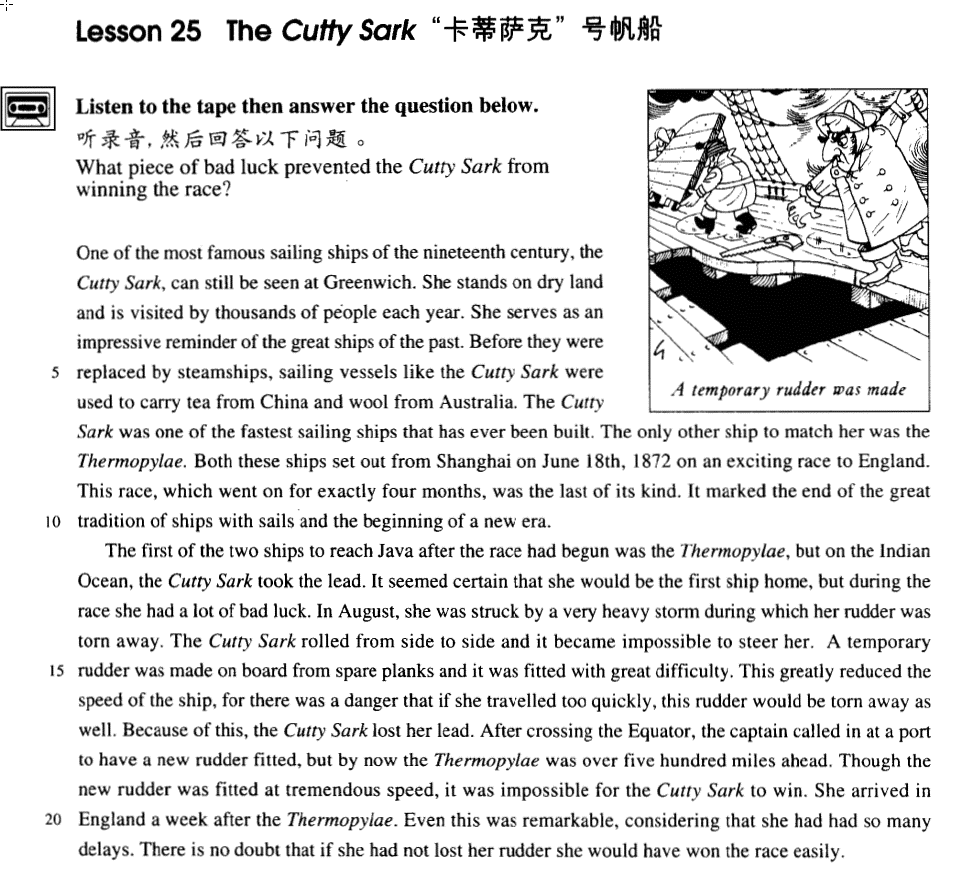 Lesson 25 The Cutty Sark “卡蒂萨克”号帆船
Listen to the tape then answer the question below.
听录音，然后回答以下问题。
What piece of bad luck prevented the Cutty Sark from
winning the race?
One of the most famous sailing ships of the nineteenth century, the
Cutty Sark, can still be seen at Greenwich. She stands on dry land
and is visited by thousands of people each year. She serves as an
impressive reminder of the great ships of the past. Before they were
5 replaced by steamships, sailing vessels like the Cutty Sark were
used to carry tea from China and wool from Australia. The Cutty
A temporary rudder was made
Sark was one of the fastest sailing ships that has ever been built. The only other ship to match her was the
Thermopylae. Both these ships set out from Shanghai on June 18th, 1872 on an exciting race to England.
This race, which went on for exactly four months, was the last of its kind. It marked the end of the great
10 tradition of ships with sails and the beginning of a new era.
The first of the two ships to reach Java after the race had begun was the Thermopylae, but on the Indian
Ocean, the Cutty Sark took the lead. It seemed certain that she would be the first ship home, but during the
race she had a lot of bad luck. In August, she was struck by a very heavy storm during which her rudder was
torn away. The Cutty Sark rolled from side to side and it became impossible to steer her. A temporary
15 rudder was made on board from spare planks and it was fitted with great difficulty. This greatly reduced the
speed of the ship, for there was a danger that if she travelled too quickly, this rudder would be torn away as
well. Because of this, the Cutty Sark lost her lead. After crossing the Equator, the captain called in at a port
to have a new rudder fitted, but by now the Thermopylae was over five hundred miles ahead. Though the
new rudder was fitted at tremendous speed, it was impossible for the Cutty Sark to win. She arrived in
20 England a week after the Thermopylae. Even this was remarkable, considering that she had had so many
delays. There is no doubt that if she had not lost her rudder she would have won the race easily.